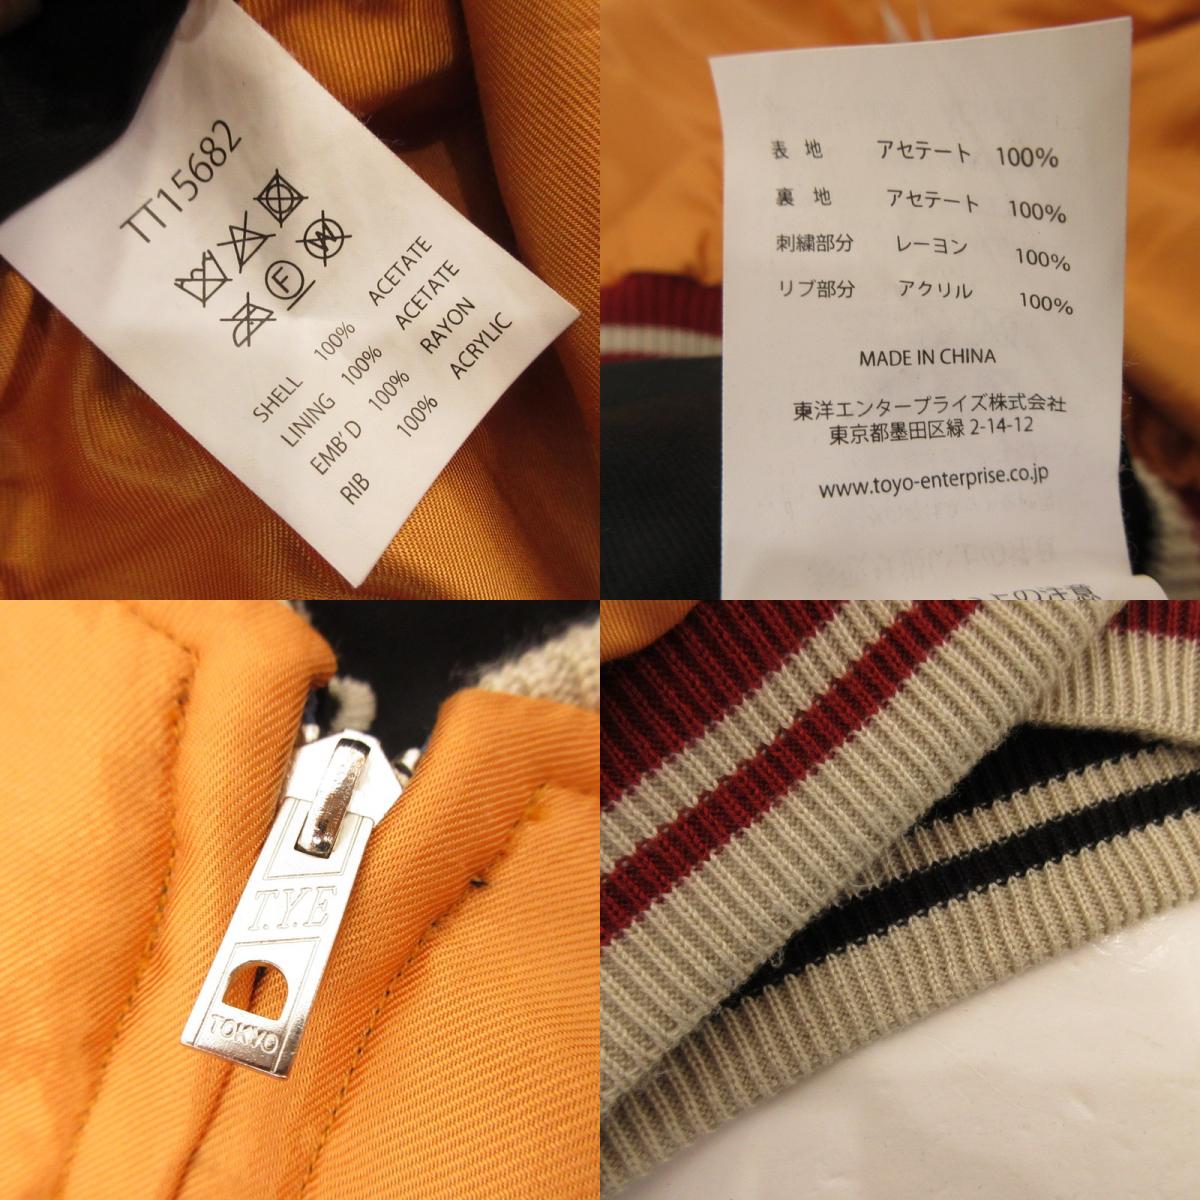 TT15682
F
W
SHELL 100% ACETATE
LINING 100% ACETATE
EMB'D 100% RAYON
RIB 100% ACRYLIC
表 地 アセテート 100%
裏 地 アセテート 100%
刺繍部分 レーヨン 100%
リブ部分 アクリル 100%
MADE IN CHINA
東洋エンタープライズ株式会社
東京都墨田区緑 2-14-12
www.toyo-enterprise.co.jp
T.Y.E
TOKYO